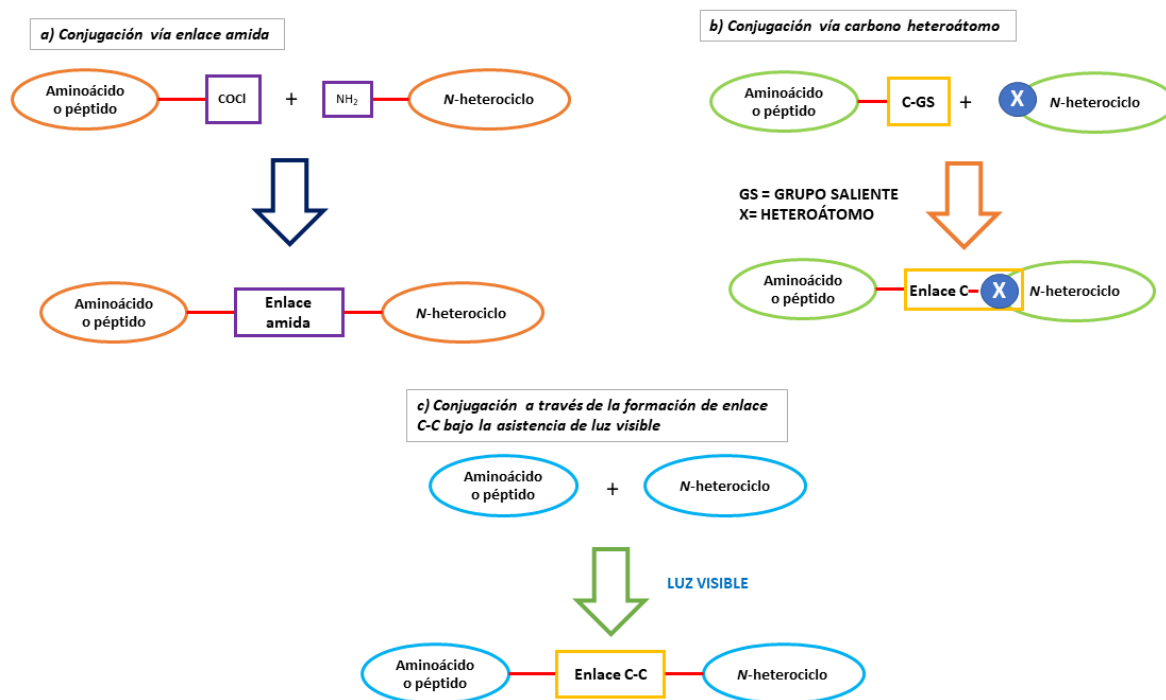 a) Conjugación vía enlace amida
Aminoácido
o péptido
COCl
+
NH2
N-heterociclo
Aminoácido
o péptido
Enlace
amida
N-heterociclo
b) Conjugación vía carbono heteroátomo
Aminoácido
o péptido
C-GS
+
X
N-heterociclo
GS = GRUPO SALIENTE
X= HETEROÁTOMO
Aminoácido
o péptido
Enlace C-
X
N-heterociclo
c) Conjugación a través de la formación de enlace
C-C bajo la asistencia de luz visible
Aminoácido
o péptido
+
N-heterociclo
LUZ VISIBLE
Aminoácido
o péptido
Enlace C-C
N-heterociclo